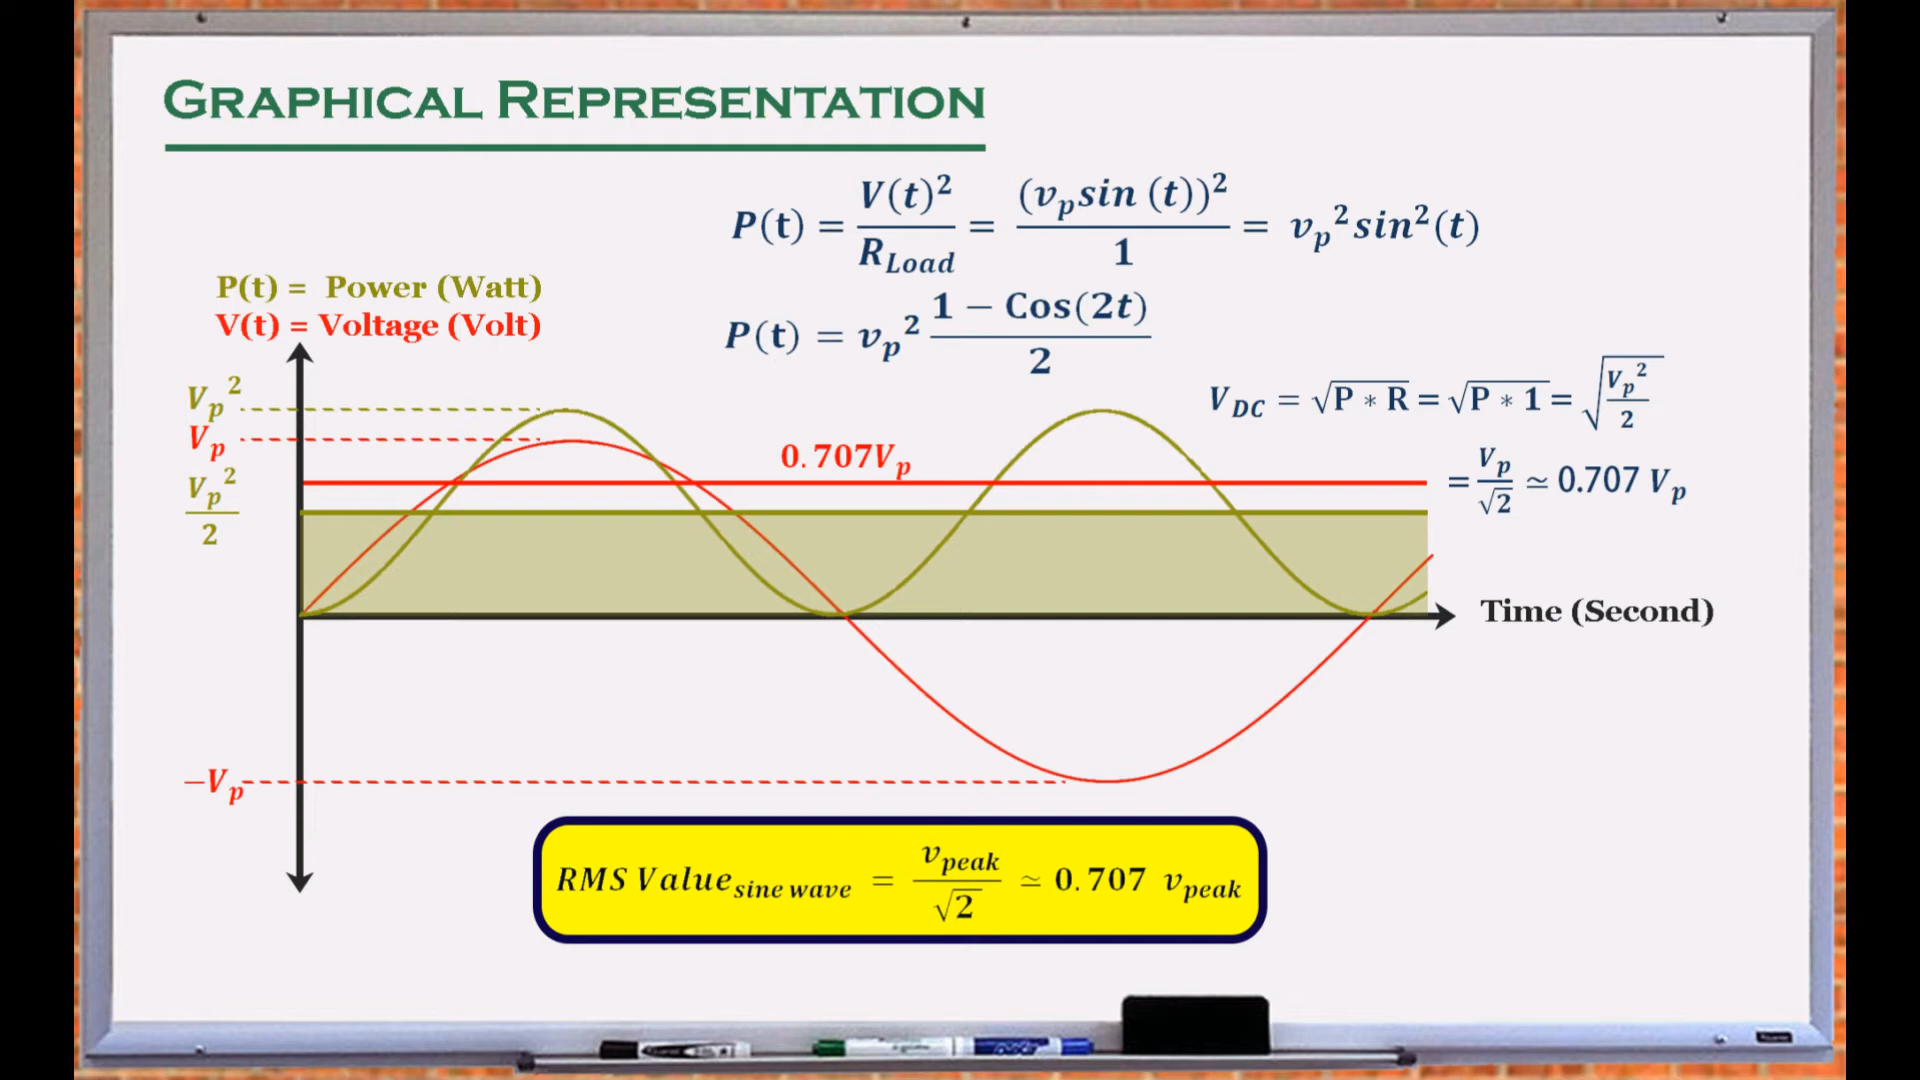 GRAPHICAL REPRESENTATION
P(t) = V(t)² / R_Load = (v_p sin (t))² / 1 = v_p² sin²(t)
P(t) = v_p² (1 − Cos(2t)) / 2
P(t) = Power (Watt)
V(t) = Voltage (Volt)
V_DC = √(P * R) = √(P * 1) = √(V_p² / 2)
= V_p / √2 ≃ 0.707 V_p
V_p²
V_p
V_p² / 2
0.707V_p
Time (Second)
−V_p
RMS Value_sine wave = v_peak / √2 ≃ 0.707 v_peak